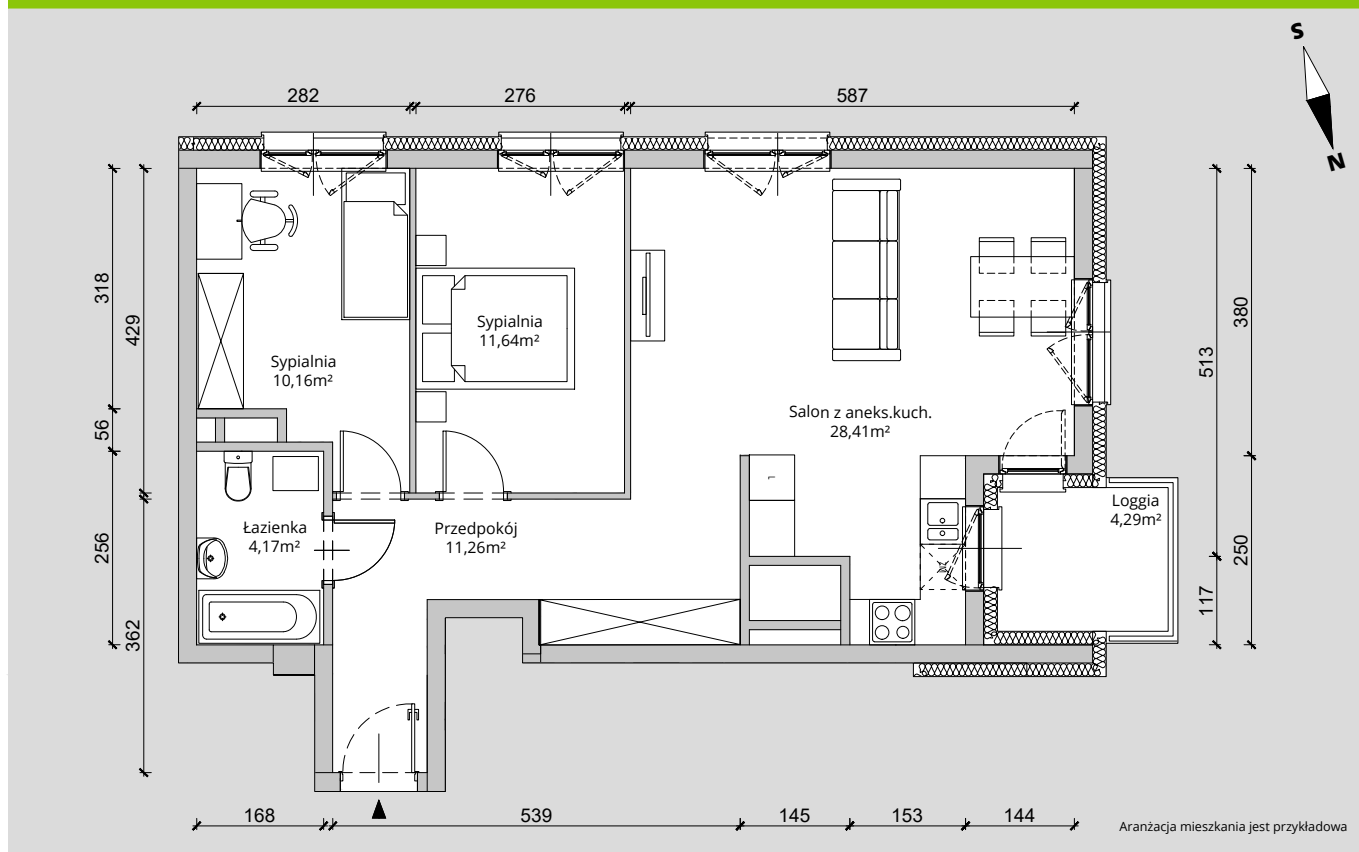 S
N
282
276
587
318
429
56
256
362
513
380
250
117
Sypialnia
10,16m²
Sypialnia
11,64m²
Salon z aneks.kuch.
28,41m²
Łazienka
4,17m²
Przedpokój
11,26m²
Loggia
4,29m²
L
168
539
145
153
144
Aranżacja mieszkania jest przykładowa